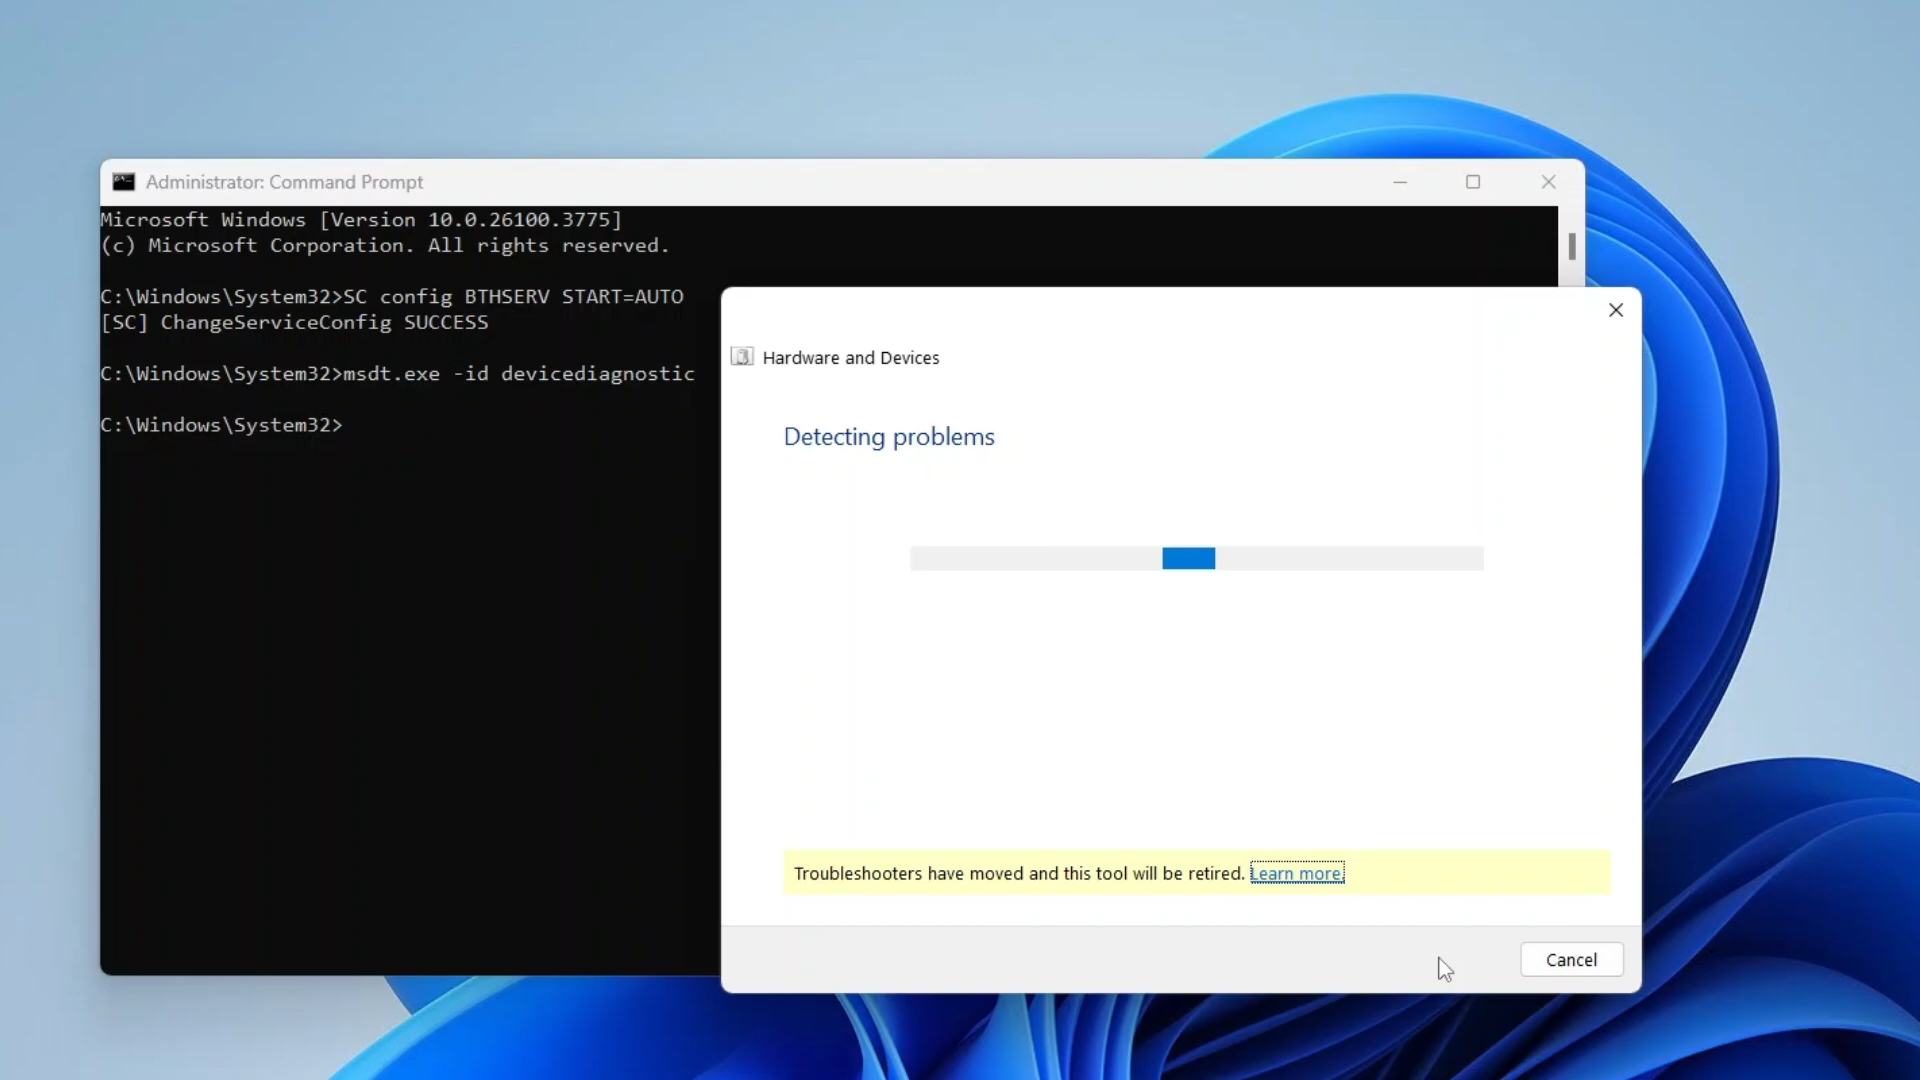 Administrator: Command Prompt
Microsoft Windows [Version 10.0.26100.3775]
(c) Microsoft Corporation. All rights reserved.
C:\Windows\System32>SC config BTHSERV START=AUTO
[SC] ChangeServiceConfig SUCCESS
C:\Windows\System32>msdt.exe -id devicediagnostic
C:\Windows\System32>
Hardware and Devices
Detecting problems
Troubleshooters have moved and this tool will be retired. Learn more.
Cancel